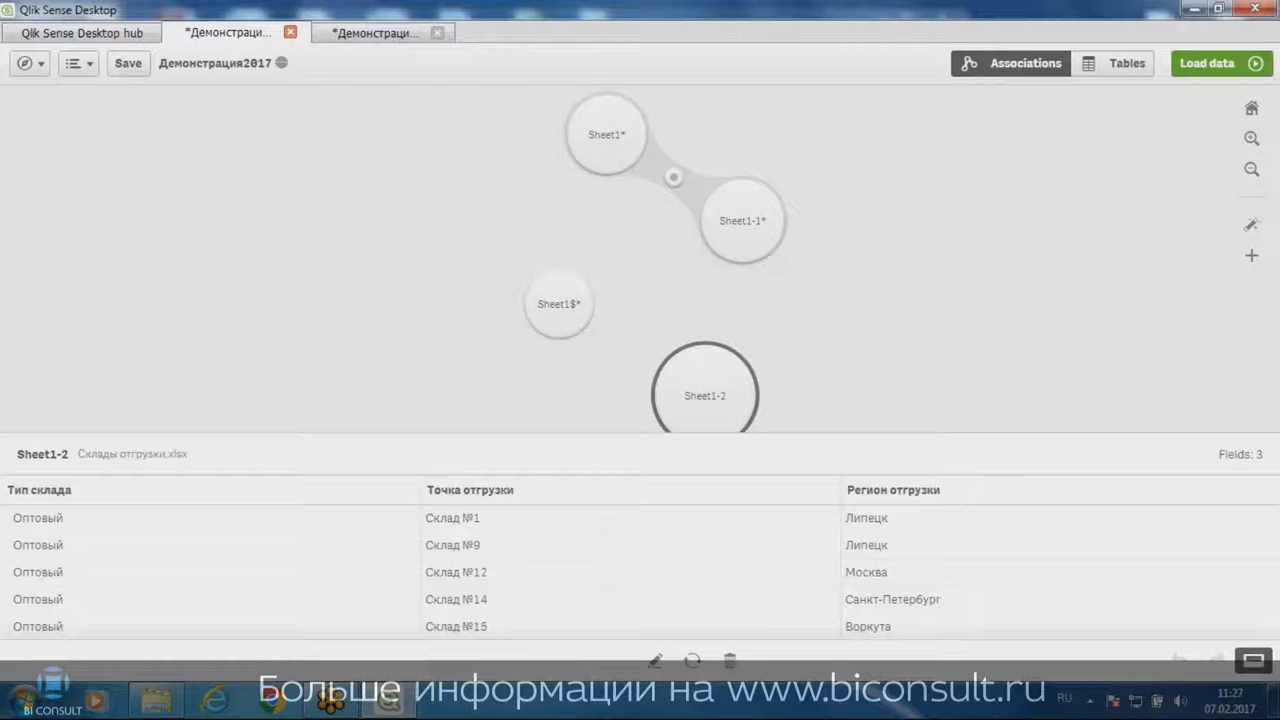 Qlik Sense Desktop
Qlik Sense Desktop hub
*Демонстраци...
*Демонстраци...
Save
Демонстрация2017
Associations
Tables
Load data
Sheet1*
Sheet1-1*
Sheet1$*
Sheet1-2
Sheet1-2 Склады отгрузки.xlsx Fields: 3
Тип склада Точка отгрузки Регион отгрузки
Оптовый Склад №1 Липецк
Оптовый Склад №9 Липецк
Оптовый Склад №12 Москва
Оптовый Склад №14 Санкт-Петербург
Оптовый Склад №15 Воркута
Больше информации на www.biconsult.ru
BI CONSULT
RU
11:27
07.02.2017